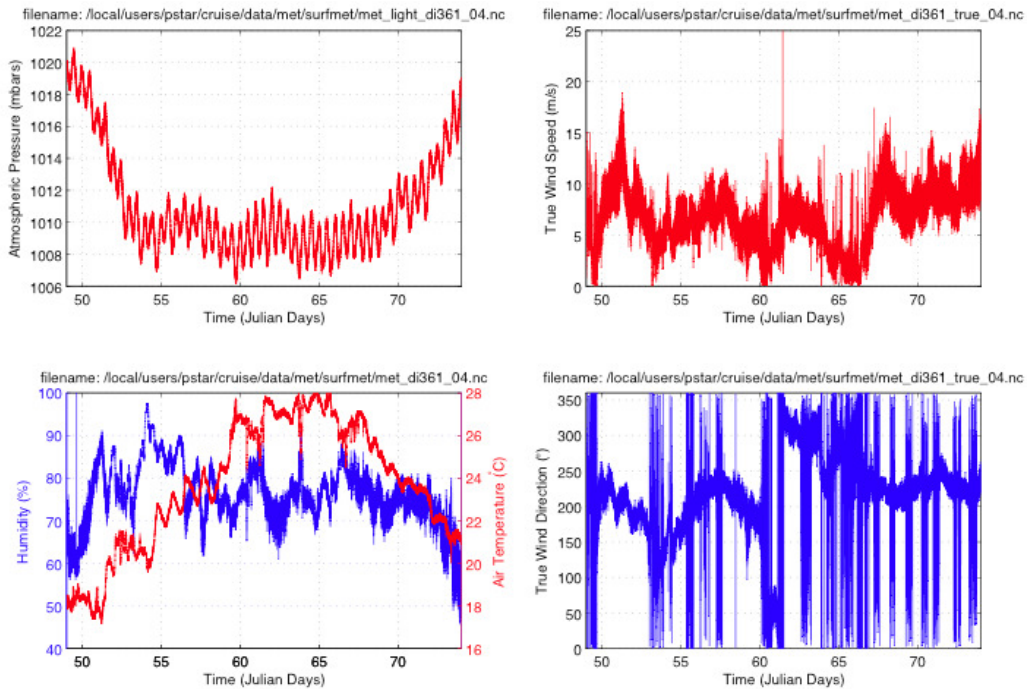 filename: /local/users/pstar/cruise/data/met/surfmet/met_light_di361_04.nc
1022
1020
1018
1016
1014
1012
1010
1008
1006
Atmospheric Pressure (mbars)
50 55 60 65 70
Time (Julian Days)
filename: /local/users/pstar/cruise/data/met/surfmet/met_di361_true_04.nc
25
20
15
10
5
0
True Wind Speed (m/s)
50 55 60 65 70
Time (Julian Days)
filename: /local/users/pstar/cruise/data/met/surfmet/met_di361_04.nc
100
90
80
70
60
50
40
Humidity (%)
28
26
24
22
20
18
16
Air Temperature (°C)
50 55 60 65 70
Time (Julian Days)
filename: /local/users/pstar/cruise/data/met/surfmet/met_di361_true_04.nc
350
300
250
200
150
100
50
0
True Wind Direction (°)
50 55 60 65 70
Time (Julian Days)